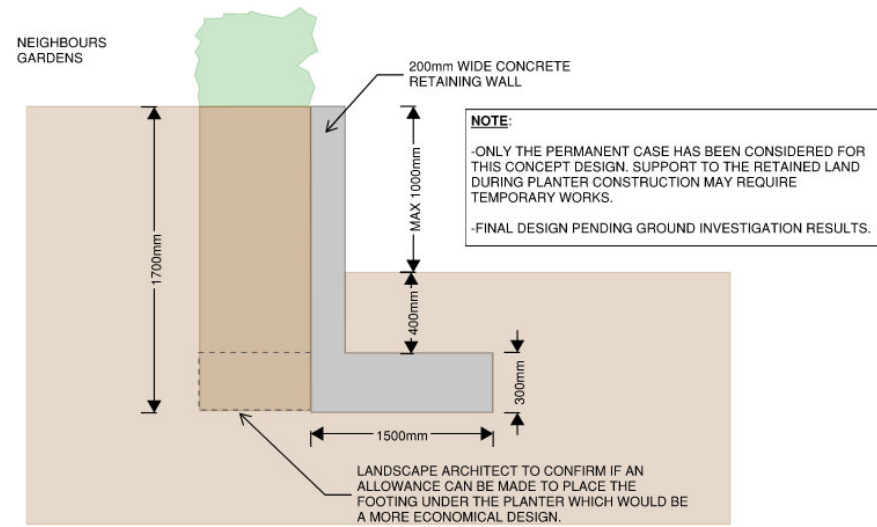 NEIGHBOURS
GARDENS
200mm WIDE CONCRETE
RETAINING WALL
NOTE:
-ONLY THE PERMANENT CASE HAS BEEN CONSIDERED FOR
THIS CONCEPT DESIGN. SUPPORT TO THE RETAINED LAND
DURING PLANTER CONSTRUCTION MAY REQUIRE
TEMPORARY WORKS.
-FINAL DESIGN PENDING GROUND INVESTIGATION RESULTS.
MAX 1000mm
1700mm
400mm
300mm
1500mm
LANDSCAPE ARCHITECT TO CONFIRM IF AN
ALLOWANCE CAN BE MADE TO PLACE THE
FOOTING UNDER THE PLANTER WHICH WOULD BE
A MORE ECONOMICAL DESIGN.